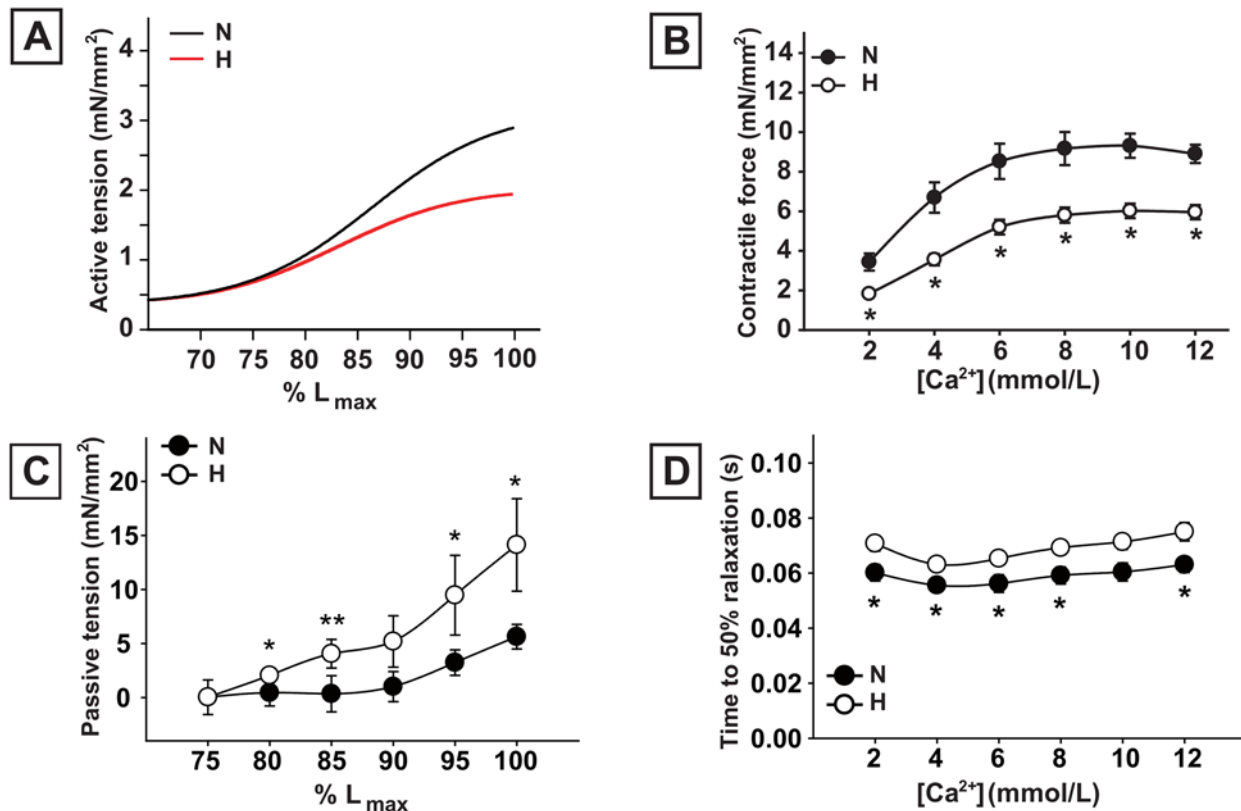 A
N
H
Active tension (mN/mm²)
4
3
2
1
0
70 75 80 85 90 95 100
% L max
B
N
H
Contractile force (mN/mm²)
14
12
10
8
6
4
2
0
* * * * * *
2 4 6 8 10 12
[Ca²⁺] (mmol/L)
C
N
H
Passive tension (mN/mm²)
20
15
10
5
0
* ** * *
75 80 85 90 95 100
% L max
D
Time to 50% ralaxation (s)
0.10
0.08
0.06
0.04
0.02
0.00
* * * * *
N
H
2 4 6 8 10 12
[Ca²⁺] (mmol/L)